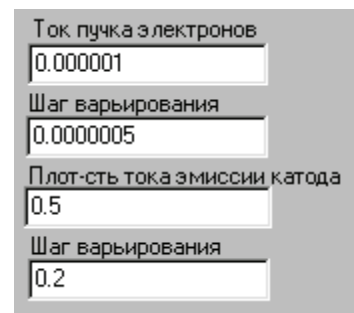 Ток пучка электронов
0.000001
Шаг варьирования
0.0000005
Плот-сть тока эмиссии катода
0.5
Шаг варьирования
0.2